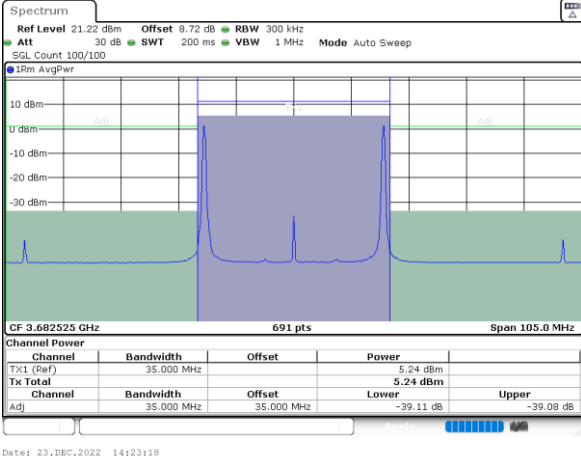 Spectrum
Ref Level 21.22 dBm Offset 8.72 dB RBW 300 kHz
Att 30 dB SWT 200 ms VBW 1 MHz Mode Auto Sweep
SGL Count 100/100
1Rm AvgPwr
10 dBm
Adj Adj
0 dBm
-10 dBm
-20 dBm
-30 dBm
CF 3.682525 GHz 691 pts Span 105.0 MHz
Channel Power
Channel Bandwidth Offset Power
TX1 (Ref) 35.000 MHz 5.24 dBm
Tx Total 5.24 dBm
Channel Bandwidth Offset Lower Upper
Adj 35.000 MHz 35.000 MHz -39.11 dB -39.08 dB
Ready
Date: 23.DEC.2022 14:23:18